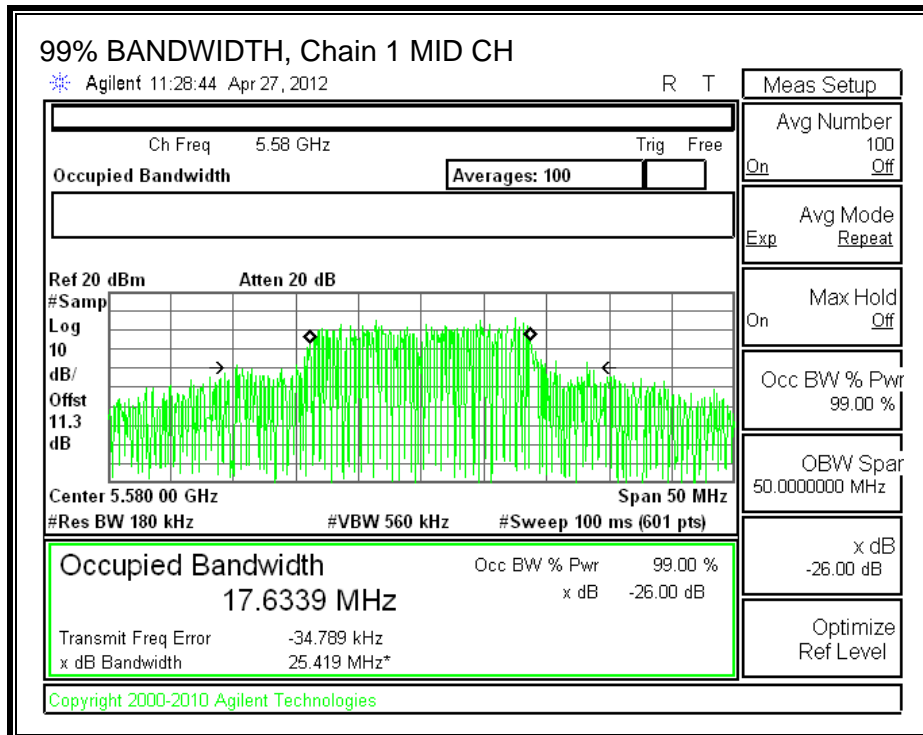 99% BANDWIDTH, Chain 1 MID CH
Agilent 11:28:44 Apr 27, 2012 R T
Ch Freq 5.58 GHz Trig Free
Occupied Bandwidth Averages: 100
Ref 20 dBm Atten 20 dB
#Samp
Log
10
dB/
Offst
11.3
dB
Center 5.580 00 GHz Span 50 MHz
#Res BW 180 kHz #VBW 560 kHz #Sweep 100 ms (601 pts)
Occupied Bandwidth Occ BW % Pwr 99.00 %
17.6339 MHz x dB -26.00 dB
Transmit Freq Error -34.789 kHz
x dB Bandwidth 25.419 MHz*
Copyright 2000-2010 Agilent Technologies
Meas Setup
Avg Number
100
On Off
Avg Mode
Exp Repeat
Max Hold
On Off
Occ BW % Pwr
99.00 %
OBW Span
50.0000000 MHz
x dB
-26.00 dB
Optimize
Ref Level